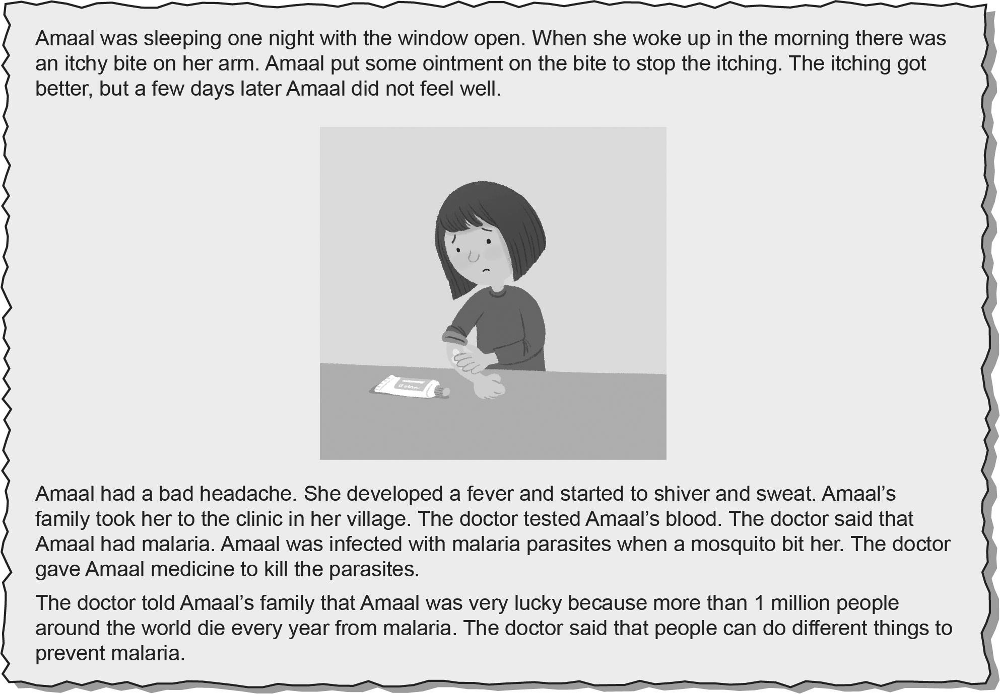 Amaal was sleeping one night with the window open. When she woke up in the morning there was
an itchy bite on her arm. Amaal put some ointment on the bite to stop the itching. The itching got
better, but a few days later Amaal did not feel well.
Amaal had a bad headache. She developed a fever and started to shiver and sweat. Amaal’s
family took her to the clinic in her village. The doctor tested Amaal’s blood. The doctor said that
Amaal had malaria. Amaal was infected with malaria parasites when a mosquito bit her. The doctor
gave Amaal medicine to kill the parasites.
The doctor told Amaal’s family that Amaal was very lucky because more than 1 million people
around the world die every year from malaria. The doctor said that people can do different things to
prevent malaria.